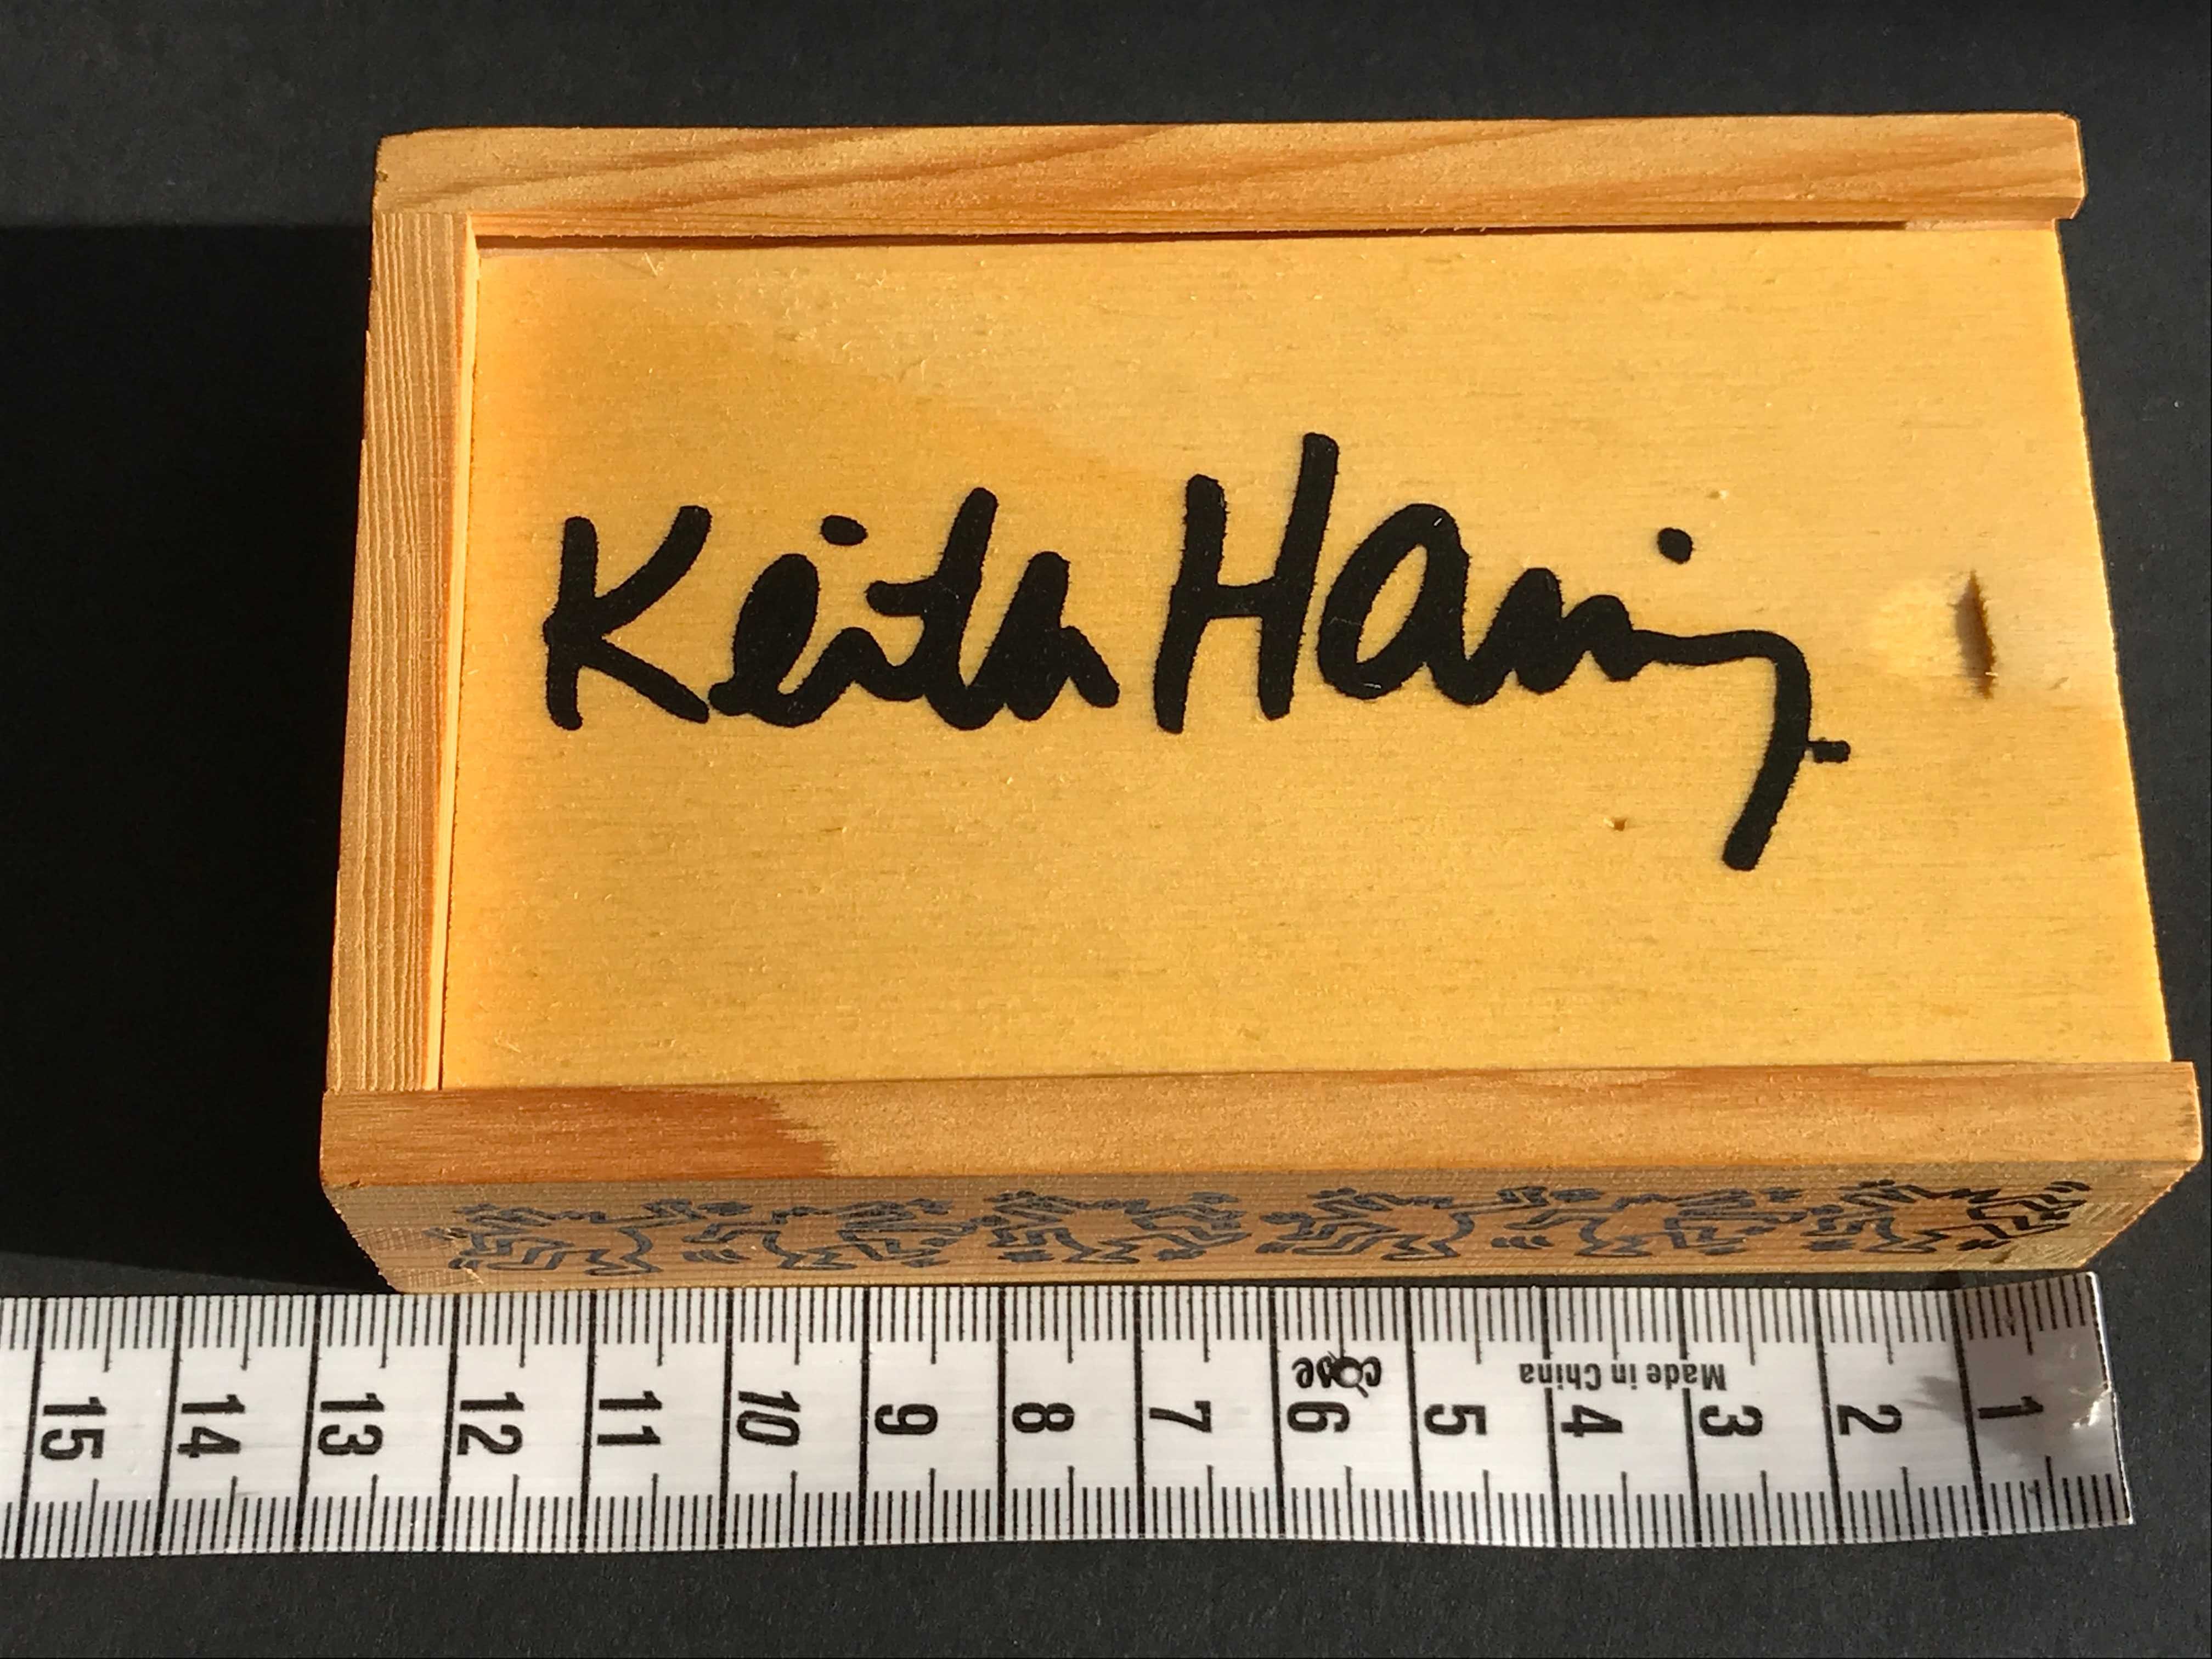 Keith Haring
15 14 13 12 11 10 9 8 7 6 5 4 3 2 1
Made in China